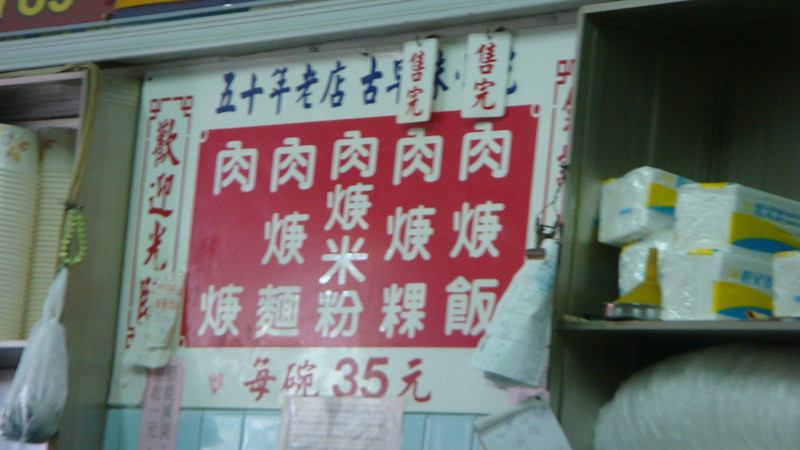 五十年老店 古早味
售完
售完
歡迎光臨
肉焿
肉焿麵
肉焿米粉
肉焿粿
肉焿飯
每碗35元